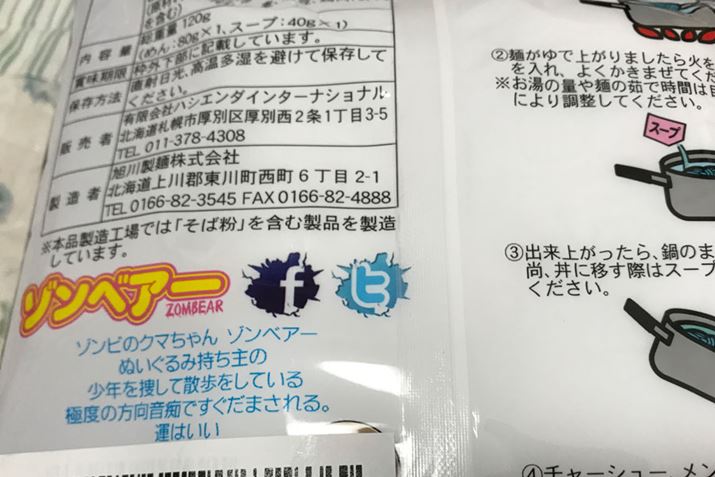 を含む)
総重量 120g
内容量 (めん:80g×1、スープ:40g×1)
賞味期限 枠外下部に記載しています。
保存方法 直射日光、高温多湿を避けて保存して
ください。
販売者 有限会社ハシエンダインターナショナル
北海道札幌市厚別区厚別西2条1丁目3-5
TEL 011-378-4308
製造者 旭川製麺株式会社
北海道上川郡東川町西町6丁目2-1
TEL 0166-82-3545 FAX 0166-82-4888
※本品製造工場では「そば粉」を含む製品を製造
しています。
ゾンベアー
ZOMBEAR
f
t
ゾンビのクマちゃん ゾンベアー
ぬいぐるみ持ち主の
少年を捜して散歩をしている
極度の方向音痴ですぐだまされる。
運はいい
②麺がゆで上がりましたら火を
を入れ、よくかきまぜてくだ
※お湯の量や麺の茹で時間は
により調整してください。
スープ
③出来上がったら、鍋のま
尚、丼に移す際はスープ
ください。
④チャーシュー、メン